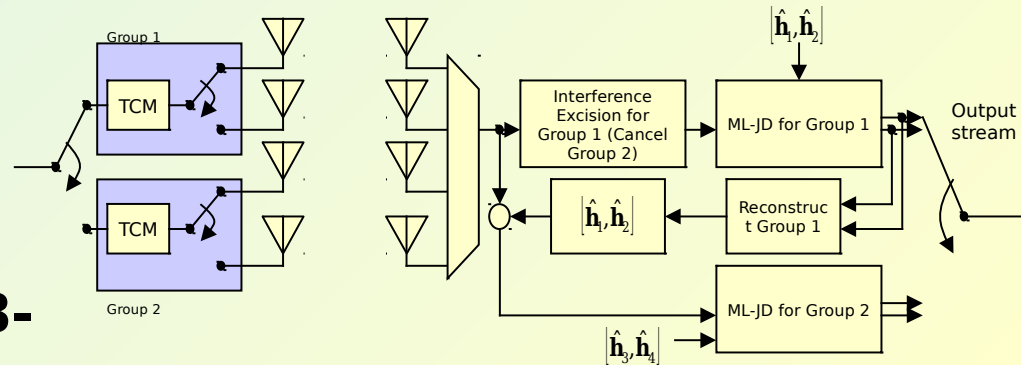 Group 1
TCM
TCM
Group 2
3-
Interference
Excision for
Group 1 (Cancel
Group 2)
[ĥ1,ĥ2]
ML-JD for Group 1
Output
stream
[ĥ1,ĥ2]
Reconstruc
t Group 1
ML-JD for Group 2
[ĥ3,ĥ4]